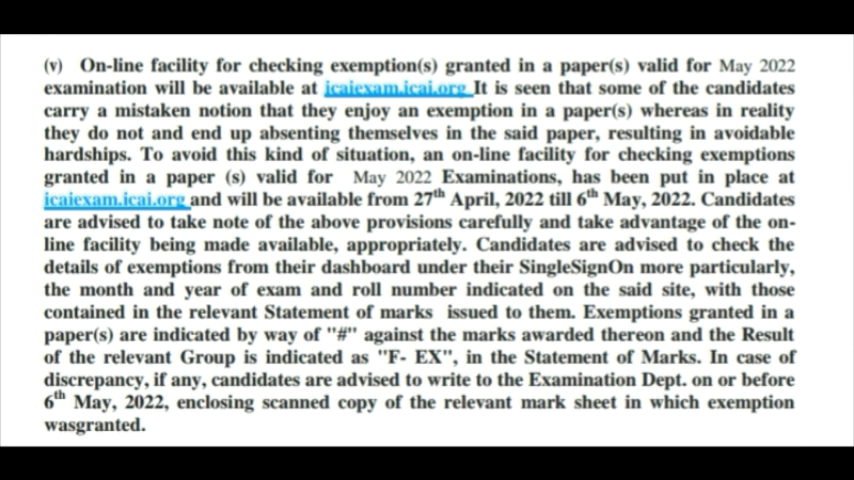 (v) On-line facility for checking exemption(s) granted in a paper(s) valid for May 2022
examination will be available at icaiexam.icai.org It is seen that some of the candidates
carry a mistaken notion that they enjoy an exemption in a paper(s) whereas in reality
they do not and end up absenting themselves in the said paper, resulting in avoidable
hardships. To avoid this kind of situation, an on-line facility for checking exemptions
granted in a paper (s) valid for May 2022 Examinations, has been put in place at
icaiexam.icai.org and will be available from 27th April, 2022 till 6th May, 2022. Candidates
are advised to take note of the above provisions carefully and take advantage of the on-
line facility being made available, appropriately. Candidates are advised to check the
details of exemptions from their dashboard under their SingleSignOn more particularly,
the month and year of exam and roll number indicated on the said site, with those
contained in the relevant Statement of marks issued to them. Exemptions granted in a
paper(s) are indicated by way of "#" against the marks awarded thereon and the Result
of the relevant Group is indicated as "F- EX", in the Statement of Marks. In case of
discrepancy, if any, candidates are advised to write to the Examination Dept. on or before
6th May, 2022, enclosing scanned copy of the relevant mark sheet in which exemption
wasgranted.